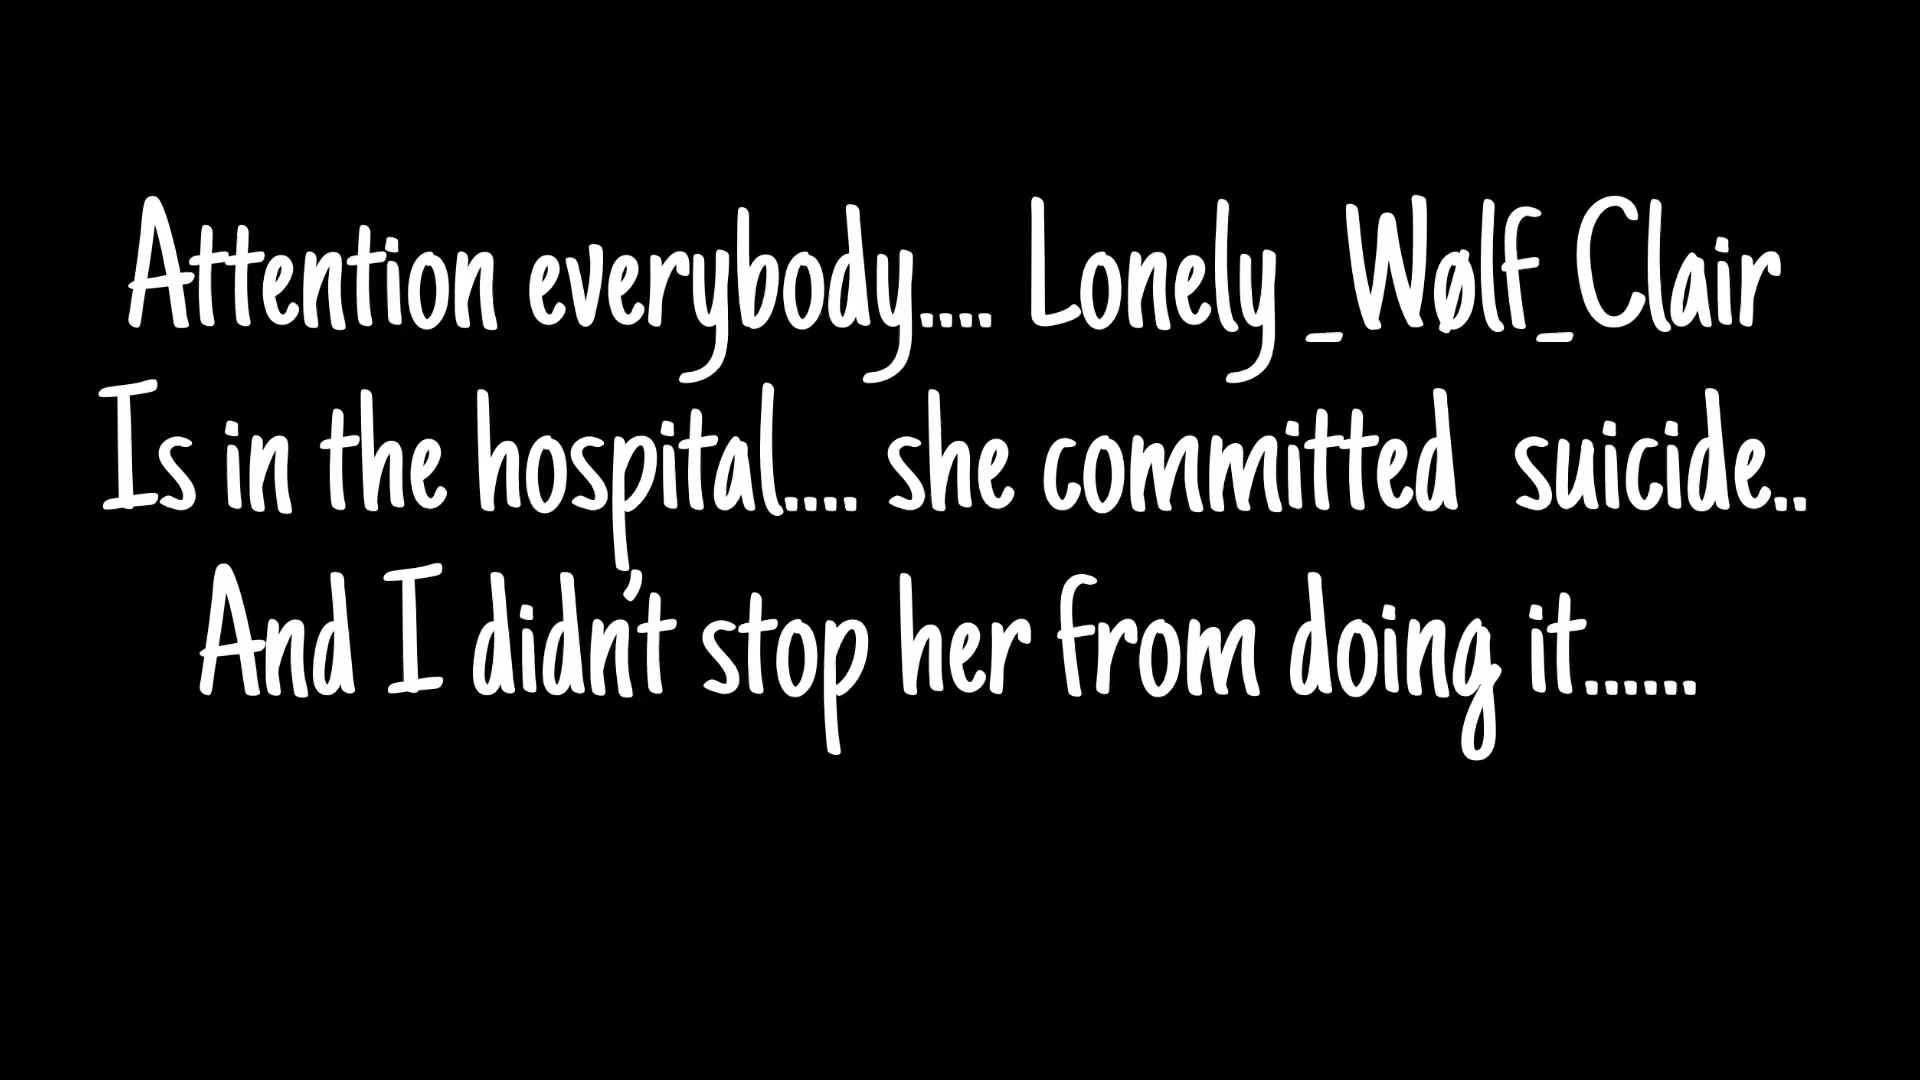 Attention everybody.... Lonely _Wølf_Clair
Is in the hospital.... she committed  suicide..
And I didn't stop her from doing it......